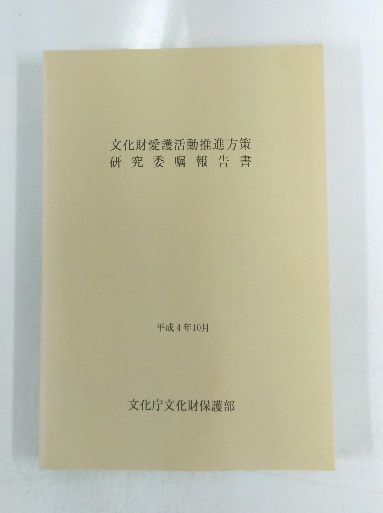 文化財愛護活動推進方策
研究委嘱報告書
平成4年10月
文化庁文化財保護部